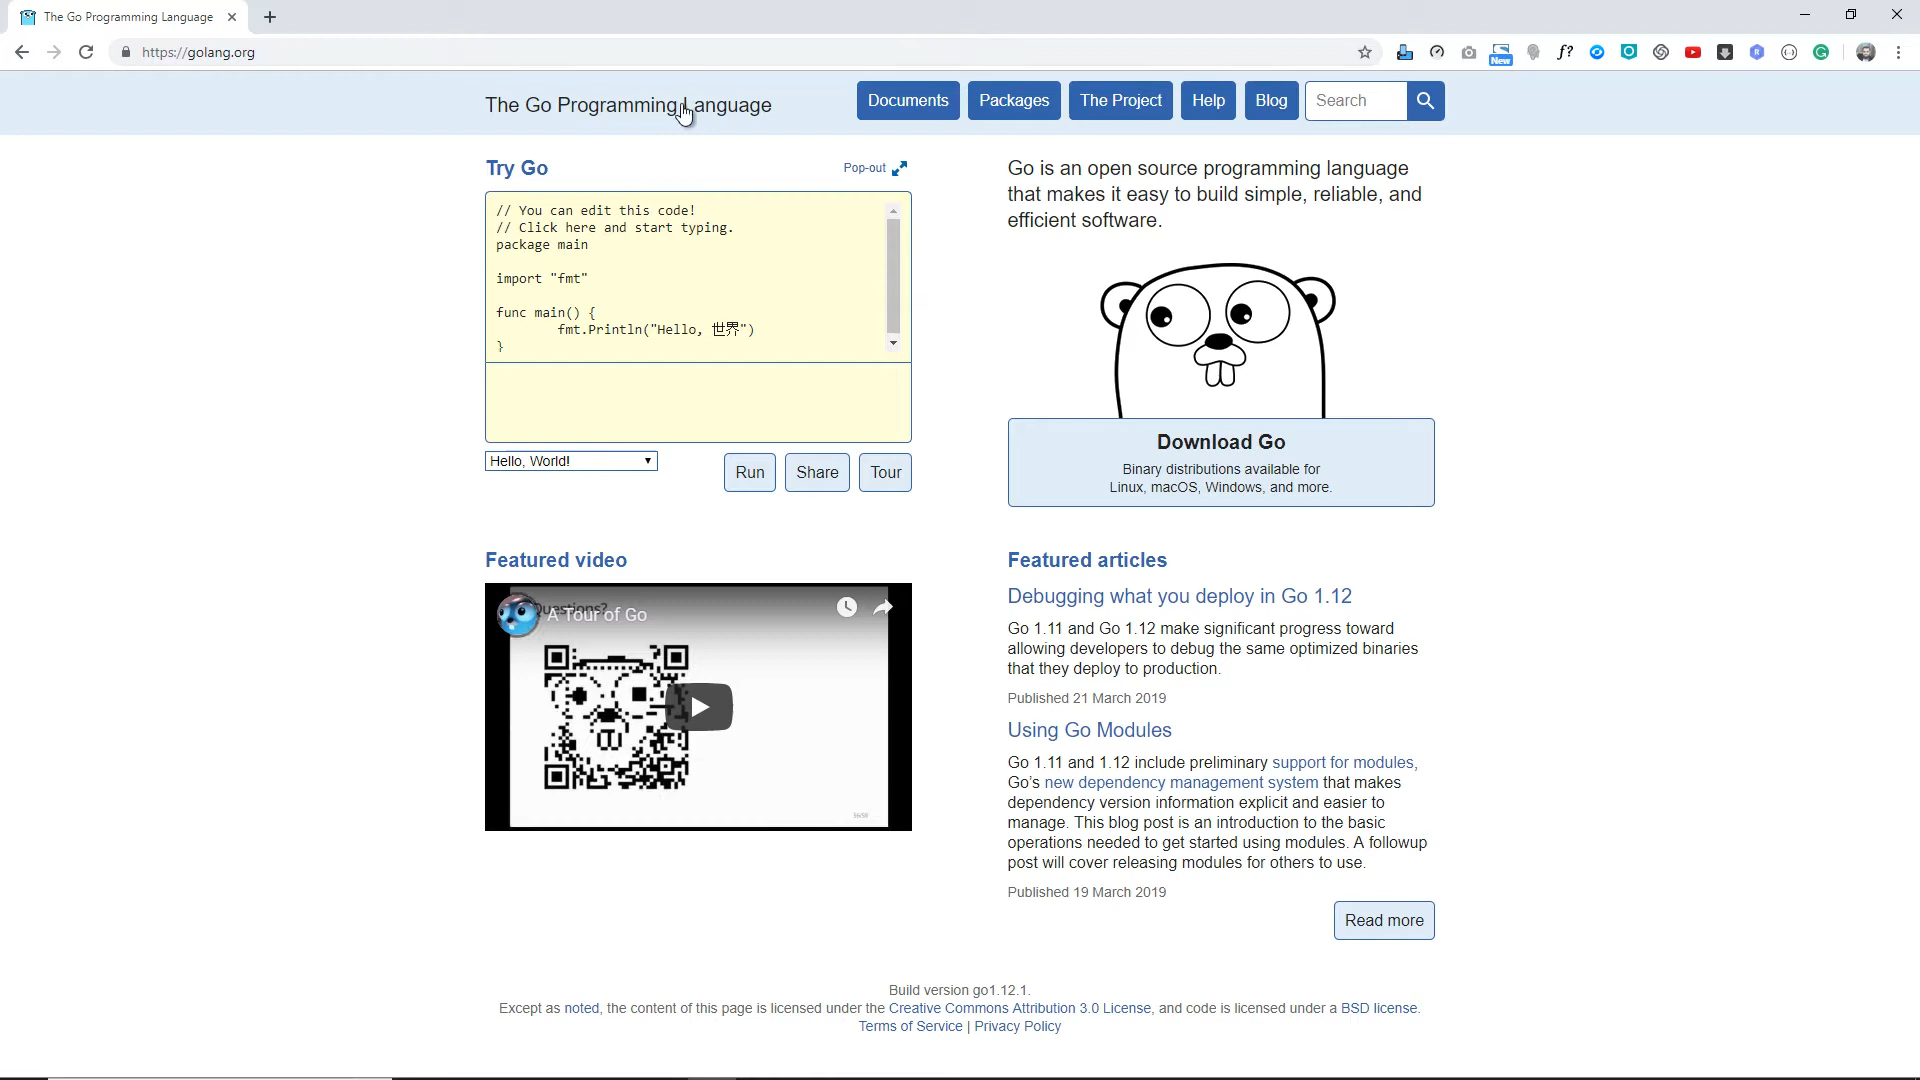 The Go Programming Language
https://golang.org
New
f?
The Go Programming Language
Documents
Packages
The Project
Help
Blog
Search
Try Go
Pop-out
// You can edit this code!
// Click here and start typing.
package main
import "fmt"
func main() {
fmt.Println("Hello, 世界")
}
Hello, World!
Run
Share
Tour
Go is an open source programming language
that makes it easy to build simple, reliable, and
efficient software.
Download Go
Binary distributions available for
Linux, macOS, Windows, and more.
Featured video
Questions?
A Tour of Go
Featured articles
Debugging what you deploy in Go 1.12
Go 1.11 and Go 1.12 make significant progress toward
allowing developers to debug the same optimized binaries
that they deploy to production.
Published 21 March 2019
Using Go Modules
Go 1.11 and 1.12 include preliminary support for modules,
Go’s new dependency management system that makes
dependency version information explicit and easier to
manage. This blog post is an introduction to the basic
operations needed to get started using modules. A followup
post will cover releasing modules for others to use.
Published 19 March 2019
Read more
Build version go1.12.1.
Except as noted, the content of this page is licensed under the Creative Commons Attribution 3.0 License, and code is licensed under a BSD license.
Terms of Service | Privacy Policy